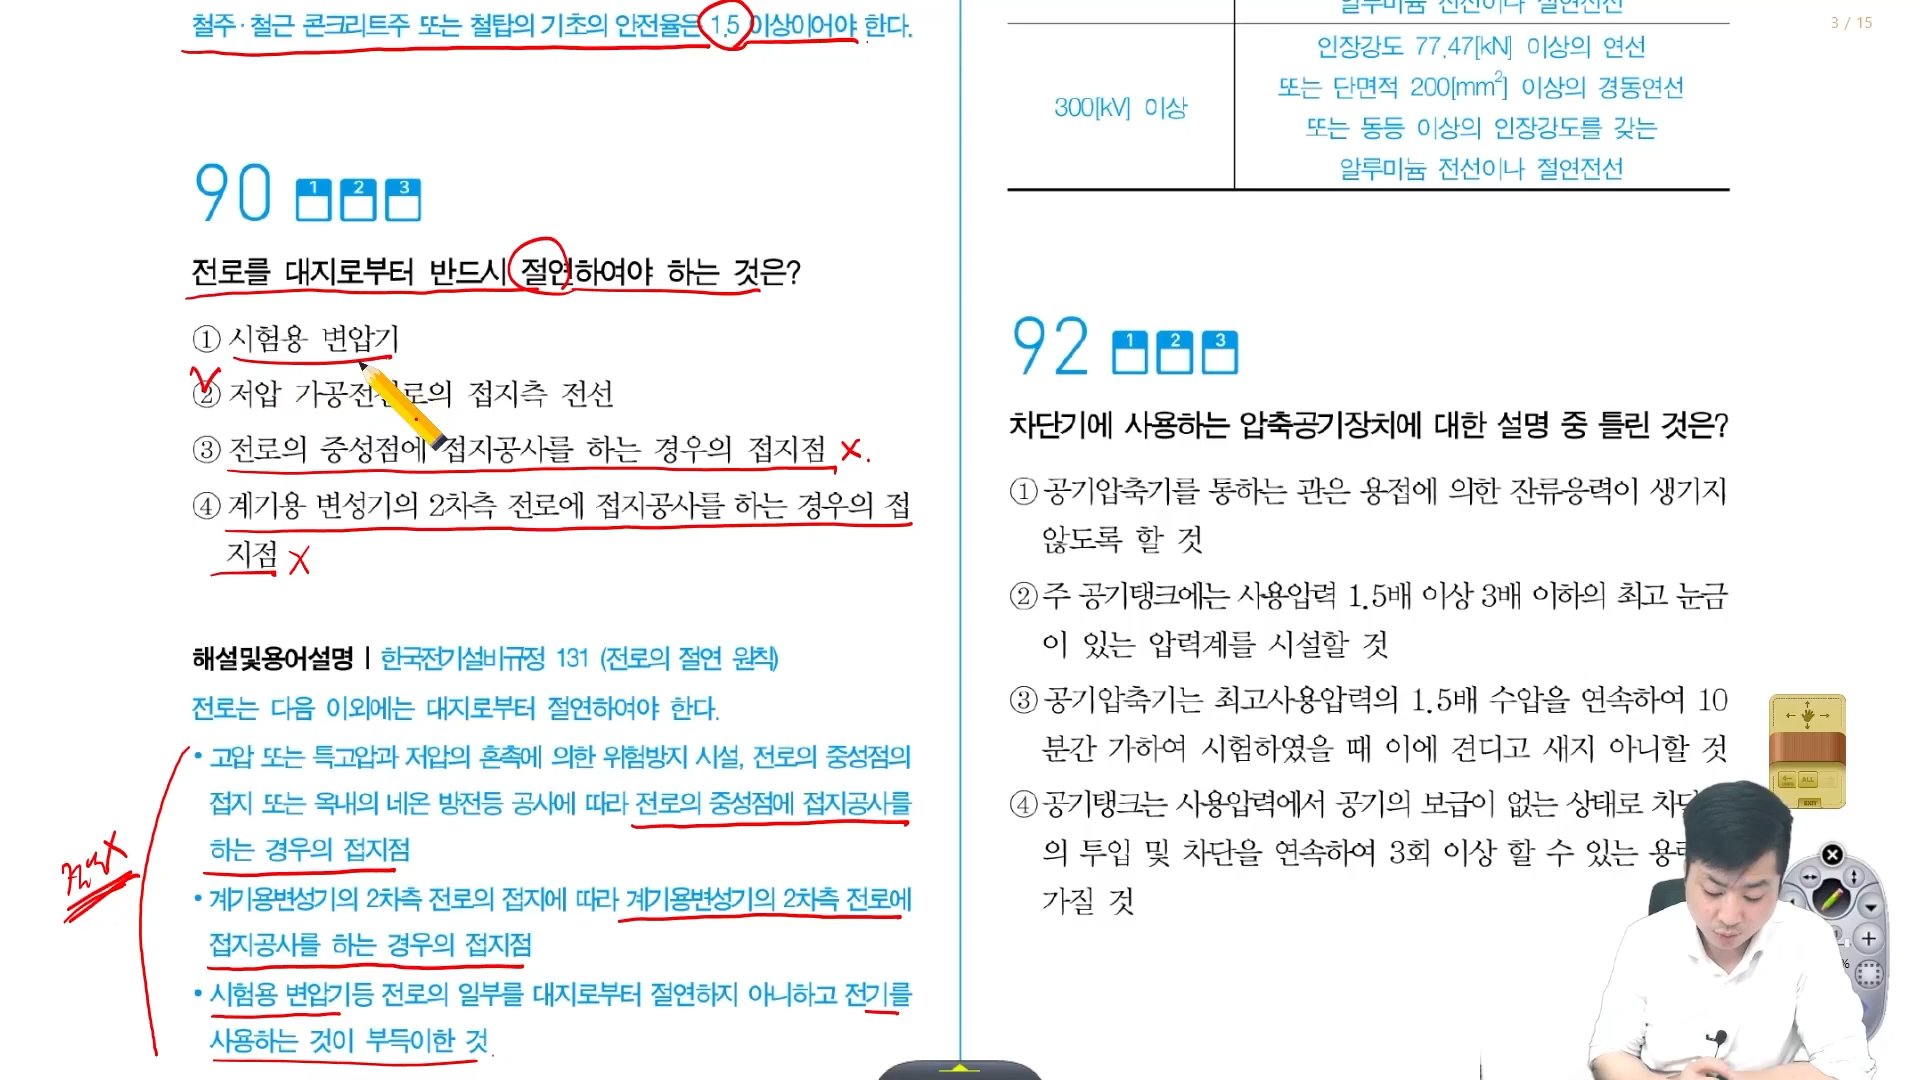 철주·철근 콘크리트주 또는 철탑의 기초의 안전율은 1.5 이상이어야 한다.
90 1 2 3
전로를 대지로부터 반드시 절연하여야 하는 것은?
① 시험용 변압기
② 저압 가공전선로의 접지측 전선
③ 전로의 중성점에 접지공사를 하는 경우의 접지점 X.
④ 계기용 변성기의 2차측 전로에 접지공사를 하는 경우의 접
지점 X
해설및용어설명 | 한국전기설비규정 131 (전로의 절연 원칙)
전로는 다음 이외에는 대지로부터 절연하여야 한다.
• 고압 또는 특고압과 저압의 혼촉에 의한 위험방지 시설, 전로의 중성점의
접지 또는 옥내의 네온 방전등 공사에 따라 전로의 중성점에 접지공사를
하는 경우의 접지점
• 계기용변성기의 2차측 전로의 접지에 따라 계기용변성기의 2차측 전로에
접지공사를 하는 경우의 접지점
• 시험용 변압기등 전로의 일부를 대지로부터 절연하지 아니하고 전기를
사용하는 것이 부득이한 것.
알루미늄 전선이나 절연전선
3 / 15
300[kV] 이상
인장강도 77.47[kN] 이상의 연선
또는 단면적 200[mm²] 이상의 경동연선
또는 동등 이상의 인장강도를 갖는
알루미늄 전선이나 절연전선
92 1 2 3
차단기에 사용하는 압축공기장치에 대한 설명 중 틀린 것은?
① 공기압축기를 통하는 관은 용접에 의한 잔류응력이 생기지
않도록 할 것
② 주 공기탱크에는 사용압력 1.5배 이상 3배 이하의 최고 눈금
이 있는 압력계를 시설할 것
③ 공기압축기는 최고사용압력의 1.5배 수압을 연속하여 10
분간 가하여 시험하였을 때 이에 견디고 새지 아니할 것
④ 공기탱크는 사용압력에서 공기의 보급이 없는 상태로
의 투입 및 차단을 연속하여 3회 이상 할 수 있는
가질 것
ALL
EXIT
%